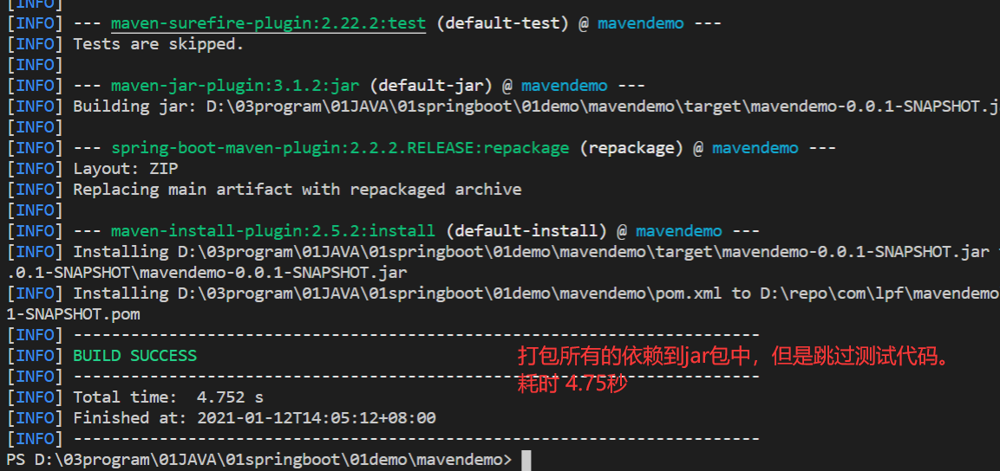 [INFO]
[INFO] --- maven-surefire-plugin:2.22.2:test (default-test) @ mavendemo ---
[INFO] Tests are skipped.
[INFO]
[INFO] --- maven-jar-plugin:3.1.2:jar (default-jar) @ mavendemo ---
[INFO] Building jar: D:\03program\01JAVA\01springboot\01demo\mavendemo\target\mavendemo-0.0.1-SNAPSHOT.j
[INFO]
[INFO] --- spring-boot-maven-plugin:2.2.2.RELEASE:repackage (repackage) @ mavendemo ---
[INFO] Layout: ZIP
[INFO] Replacing main artifact with repackaged archive
[INFO]
[INFO] --- maven-install-plugin:2.5.2:install (default-install) @ mavendemo ---
[INFO] Installing D:\03program\01JAVA\01springboot\01demo\mavendemo\target\mavendemo-0.0.1-SNAPSHOT.jar
.0.1-SNAPSHOT\mavendemo-0.0.1-SNAPSHOT.jar
[INFO] Installing D:\03program\01JAVA\01springboot\01demo\mavendemo\pom.xml to D:\repo\com\lpf\mavendemo
1-SNAPSHOT.pom
[INFO] ------------------------------------------------------------------------
[INFO] BUILD SUCCESS
打包所有的依赖到jar包中，但是跳过测试代码。
[INFO] ------------------------------------------------------------------------
耗时 4.75秒
[INFO] Total time:  4.752 s
[INFO] Finished at: 2021-01-12T14:05:12+08:00
[INFO] ------------------------------------------------------------------------
PS D:\03program\01JAVA\01springboot\01demo\mavendemo>